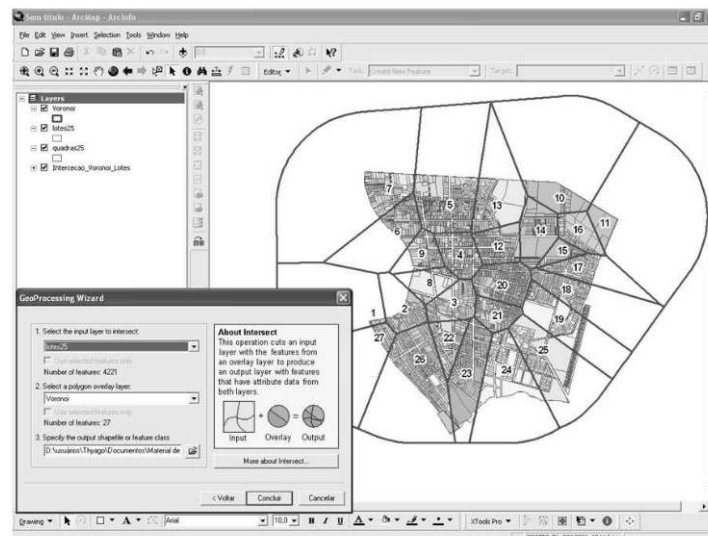 Sem título - ArcMap - ArcInfo
File Edit View Insert Selection Tools Window Help
Editor Task: Create New Feature Target:
Layers
Voronoi
lotes25
quadras25
Intercecao_Voronoi_Lotes
7
5
13
10
11
6
14
16
9
4
12
15
17
8
20
18
1
2
3
21
19
27
22
25
26
23
24
GeoProcessing Wizard
1. Select the input layer to intersect:
lotes25
Use selected features only
Number of features: 4221
2. Select a polygon overlay layer:
Voronoi
Use selected features only
Number of features: 27
3. Specify the output shapefile or feature class
D:\usuários\Thyago\Documentos\Material de
About Intersect
This operation cuts an input
layer with the features from
an overlay layer to produce
an output layer with features
that have attribute data from
both layers.
+ =
Input Overlay Output
More about Intersect...
< Voltar Concluir Cancelar
Drawing A Arial 10,0 B I U A XTools Pro